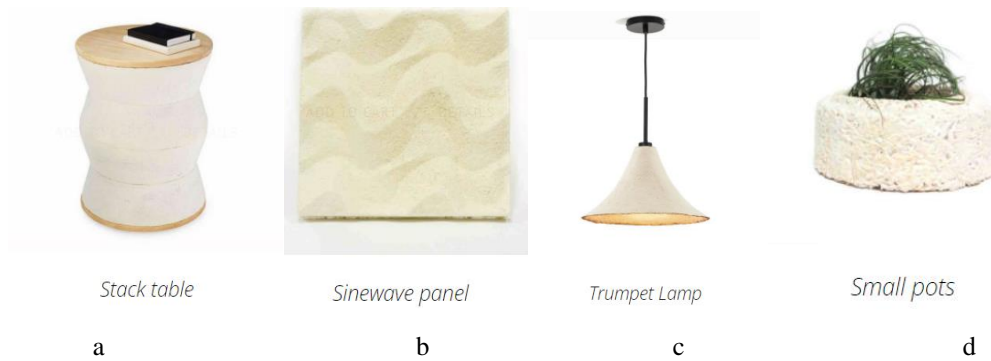 Stack table
Sinewave panel
Trumpet Lamp
Small pots
a
b
c
d